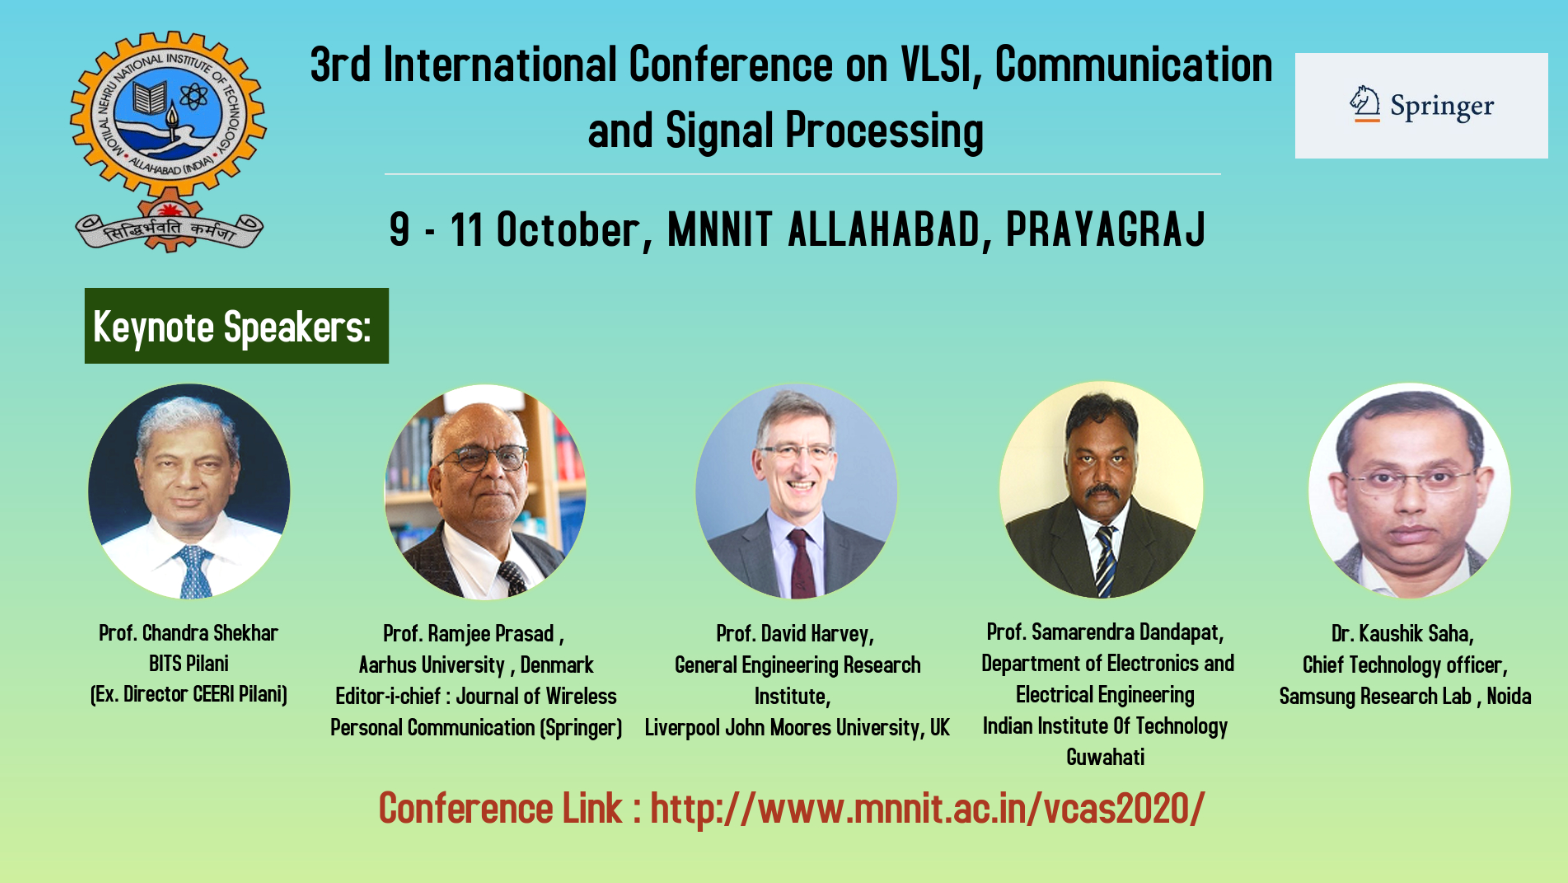 MOTILAL NEHRU NATIONAL INSTITUTE OF TECHNOLOGY
ALLAHABAD (INDIA)
सिद्धिर्भवति कर्मजा
3rd International Conference on VLSI, Communication
and Signal Processing
Springer
9 - 11 October, MNNIT ALLAHABAD, PRAYAGRAJ
Keynote Speakers:
Prof. Chandra Shekhar
BITS Pilani
(Ex. Director CEERI Pilani)
Prof. Ramjee Prasad ,
Aarhus University , Denmark
Editor-i-chief : Journal of Wireless
Personal Communication (Springer)
Prof. David Harvey,
General Engineering Research
Institute,
Liverpool John Moores University, UK
Prof. Samarendra Dandapat,
Department of Electronics and
Electrical Engineering
Indian Institute Of Technology
Guwahati
Dr. Kaushik Saha,
Chief Technology officer,
Samsung Research Lab , Noida
Conference Link : http://www.mnnit.ac.in/vcas2020/